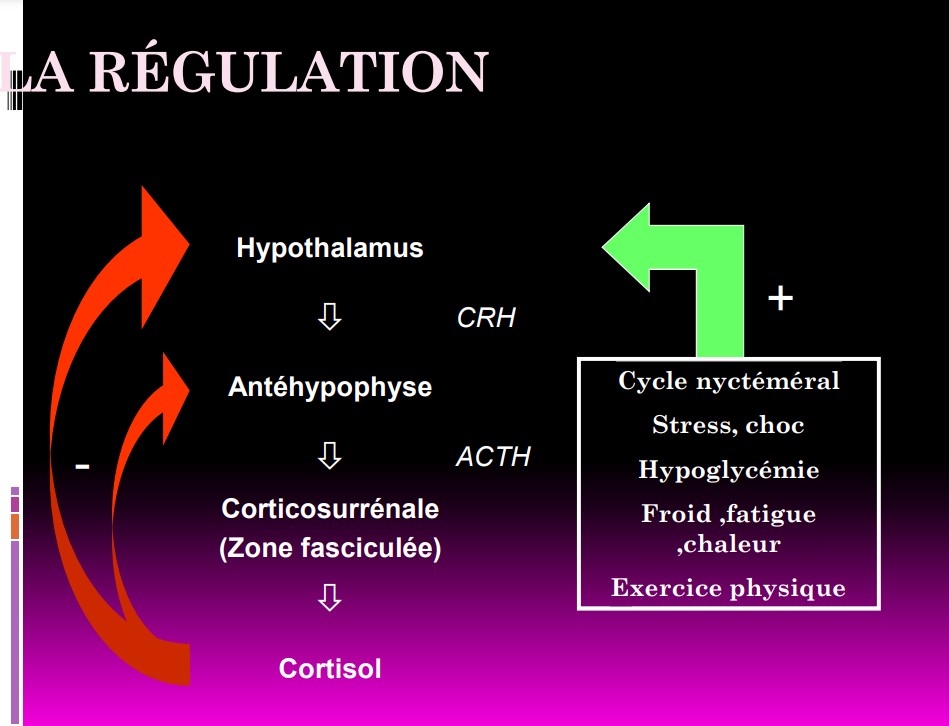 LA RÉGULATION
Hypothalamus
CRH
Antéhypophyse
ACTH
Corticosurrénale
(Zone fasciculée)
Cortisol
-
+
Cycle nyctéméral
Stress, choc
Hypoglycémie
Froid ,fatigue
,chaleur
Exercice physique